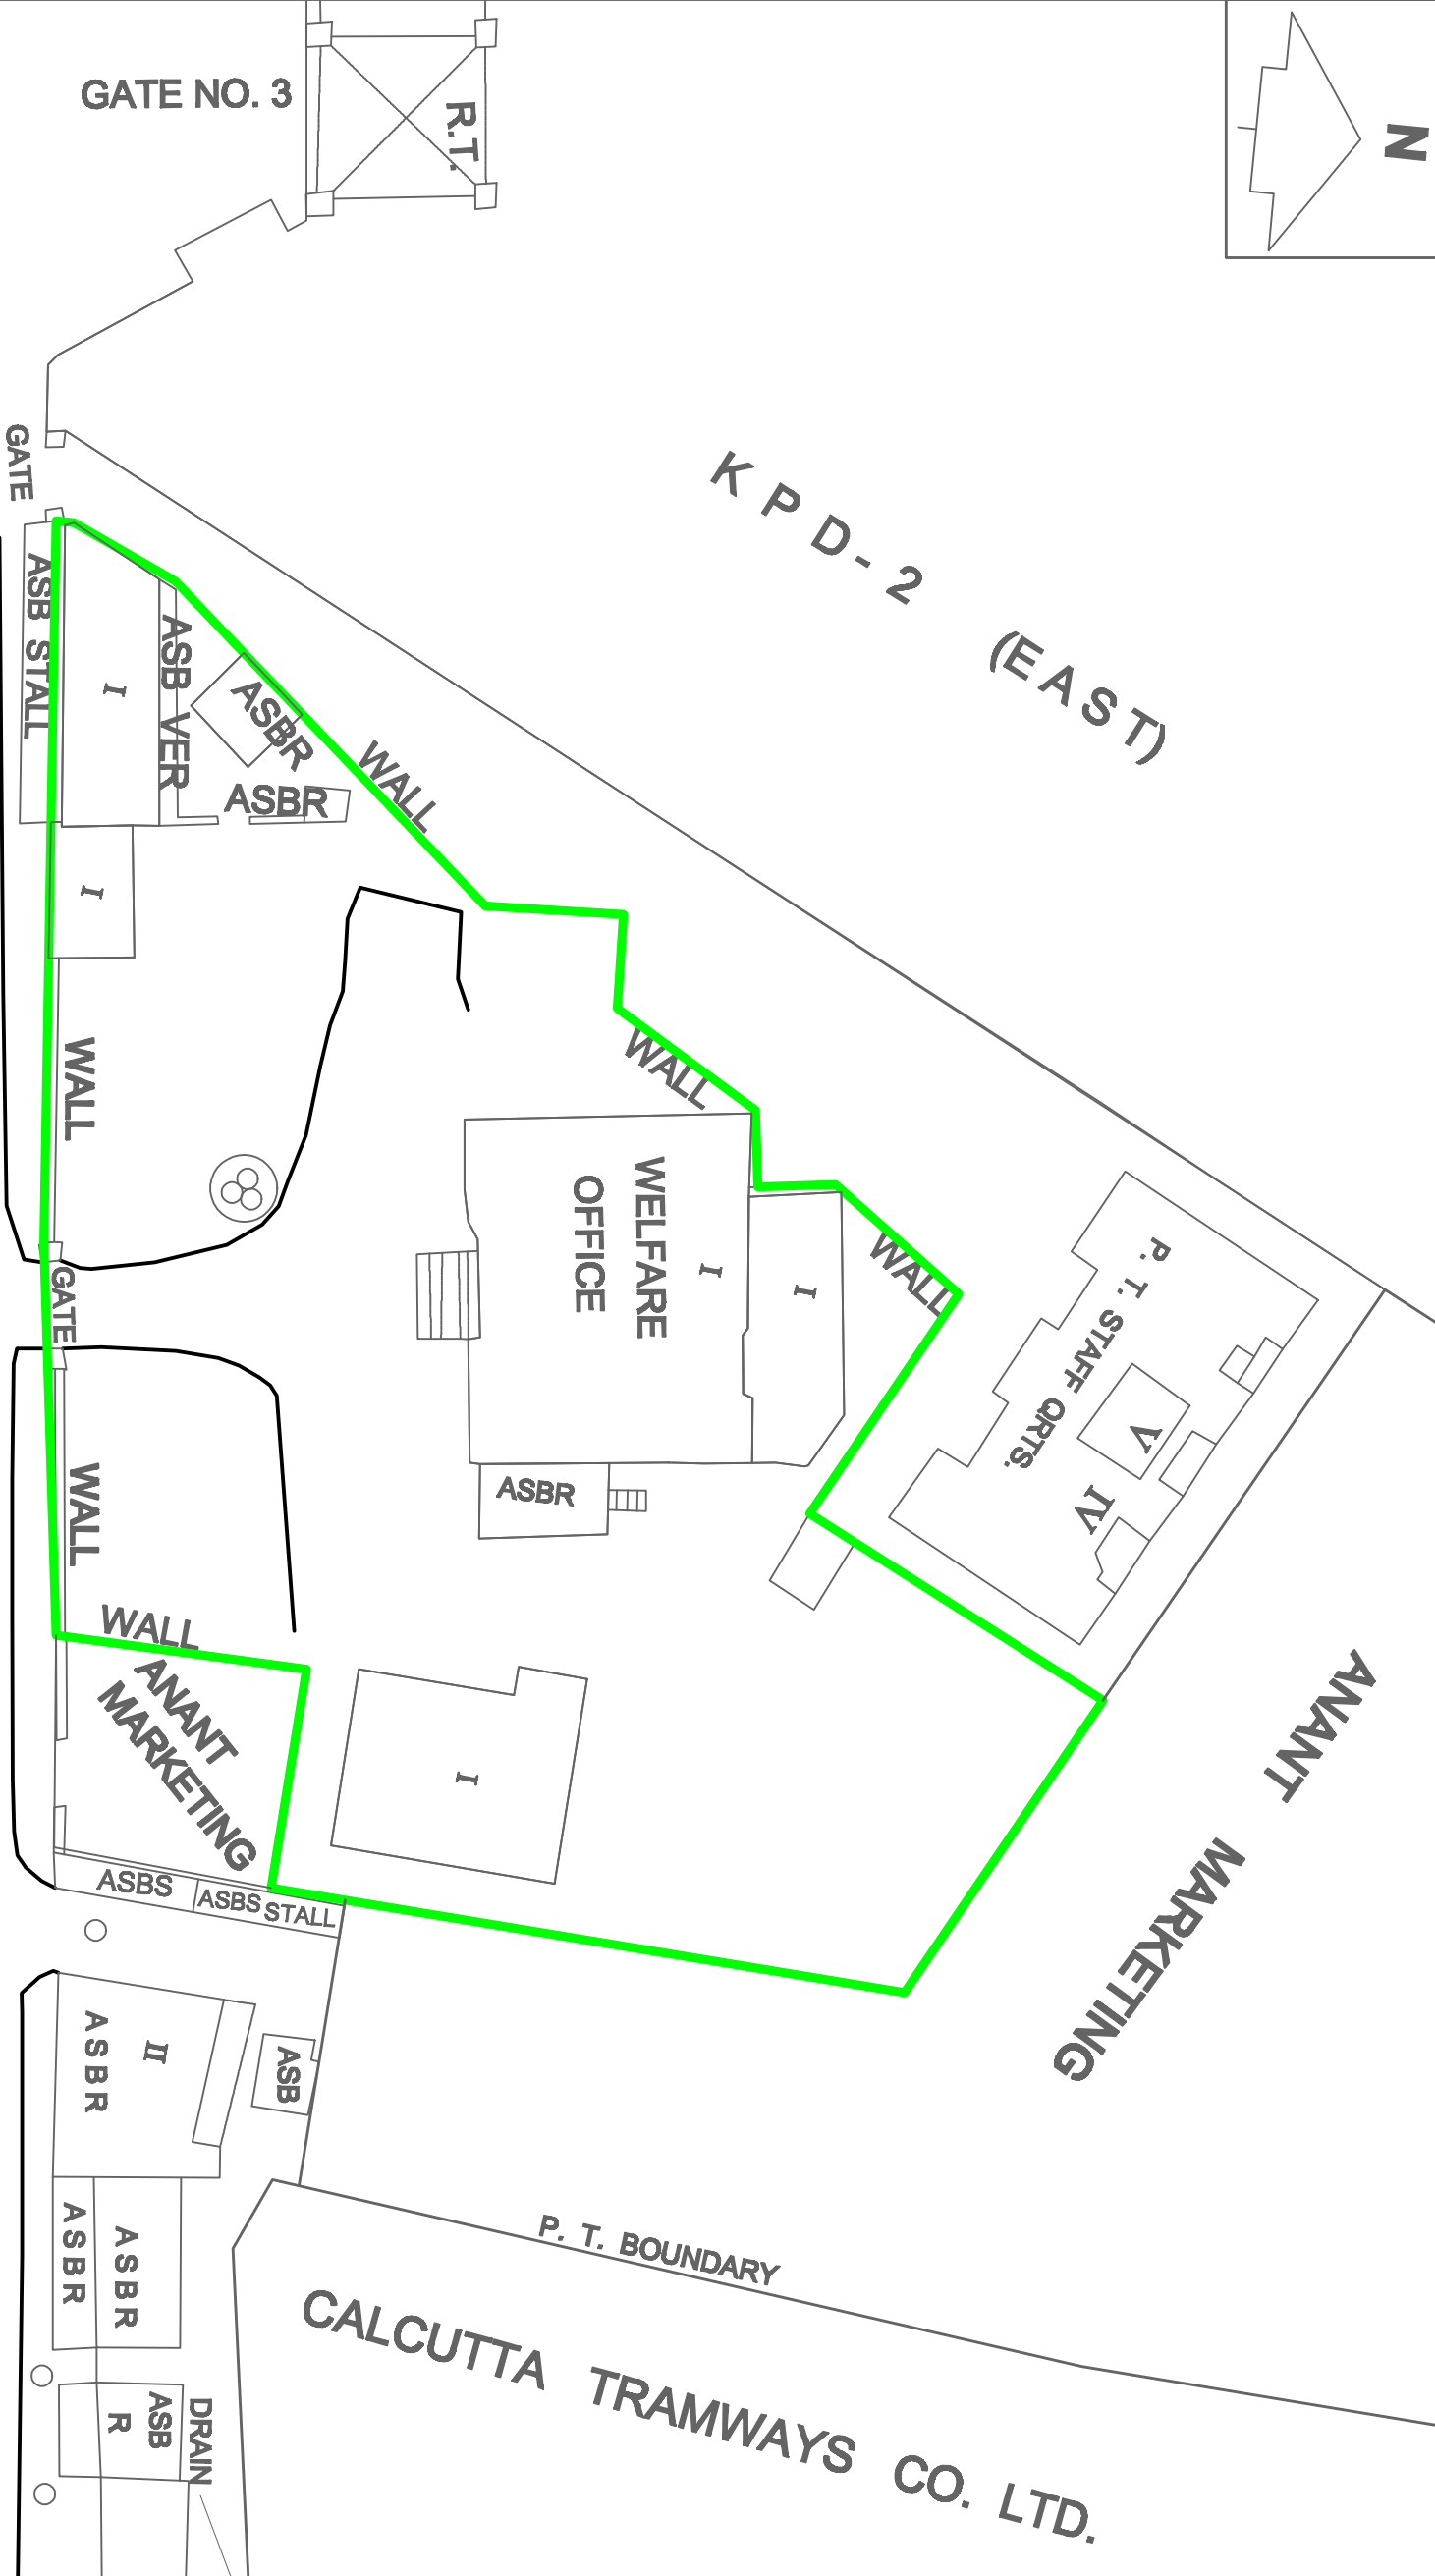 N
GATE NO. 3
R.T.
GATE
K P D - 2 (EAST)
ASB STALL
I
ASB VER
ASBR
ASBR
WALL
I
WALL
WALL
WELFARE
OFFICE
I
I
WALL
GATE
P. T. STAFF QRTS.
V
IV
WALL
ASBR
WALL
ANANT
MARKETING
I
ANANT MARKETING
ASBS
ASBS
STALL
II
ASBR
ASB
ASBR
ASBR
P. T. BOUNDARY
CALCUTTA TRAMWAYS CO. LTD.
ASB
R
DRAIN